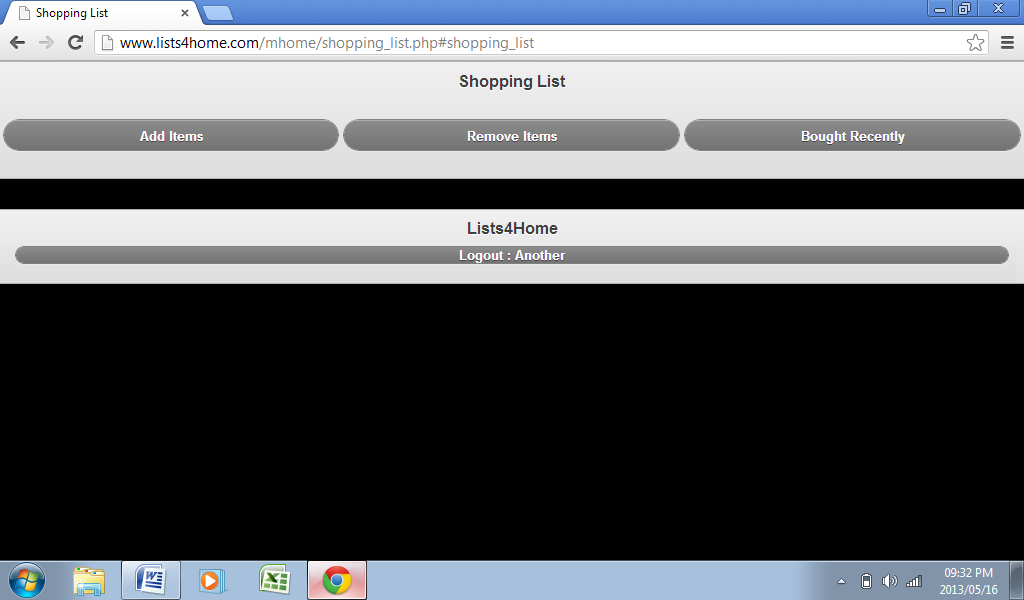 Shopping List
www.lists4home.com/mhome/shopping_list.php#shopping_list
Shopping List
Add Items Remove Items Bought Recently
Lists4Home
Logout : Another
09:32 PM
2013/05/16